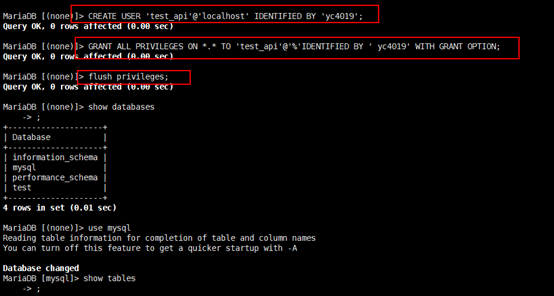 MariaDB [(none)]> CREATE USER 'test_api'@'localhost' IDENTIFIED BY 'yc4019';
Query OK, 0 rows affected (0.00 sec)
MariaDB [(none)]> GRANT ALL PRIVILEGES ON *.* TO 'test_api'@'%'IDENTIFIED BY ' yc4019' WITH GRANT OPTION;
Query OK, 0 rows affected (0.00 sec)
MariaDB [(none)]> flush privileges;
Query OK, 0 rows affected (0.00 sec)
MariaDB [(none)]> show databases
    -> ;
+--------------------+
| Database           |
+--------------------+
| information_schema |
| mysql              |
| performance_schema |
| test               |
+--------------------+
4 rows in set (0.01 sec)
MariaDB [(none)]> use mysql
Reading table information for completion of table and column names
You can turn off this feature to get a quicker startup with -A
Database changed
MariaDB [mysql]> show tables
    -> ;